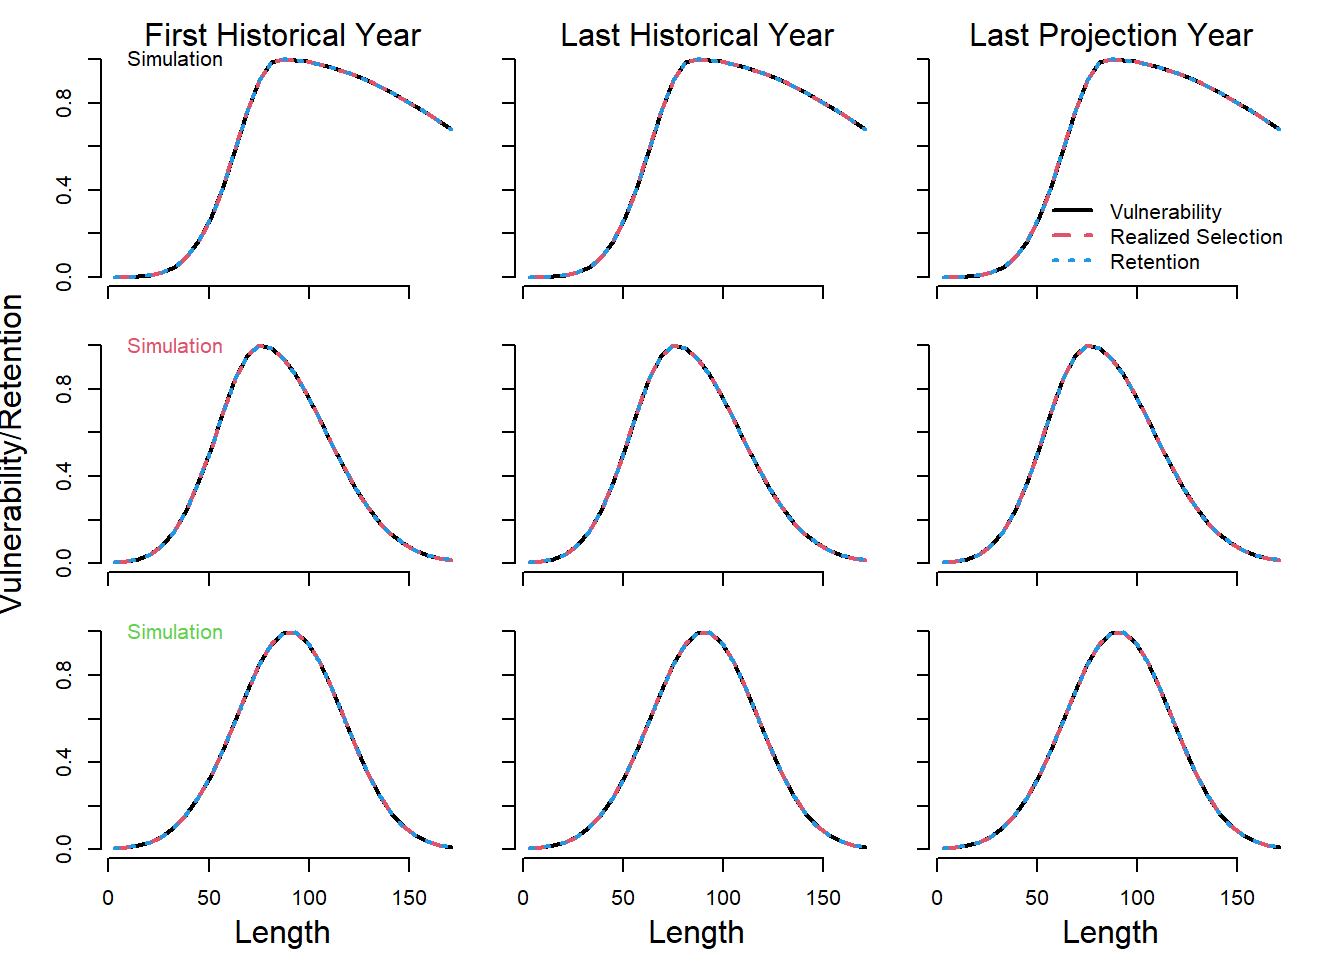 First Historical Year
Last Historical Year
Last Projection Year
Vulnerability/Retention
Simulation
0.8
0.4
0.0
Vulnerability
Realized Selection
Retention
Simulation
0.8
0.4
0.0
Simulation
0.8
0.4
0.0
0 50 100 150
0 50 100 150
0 50 100 150
Length
Length
Length